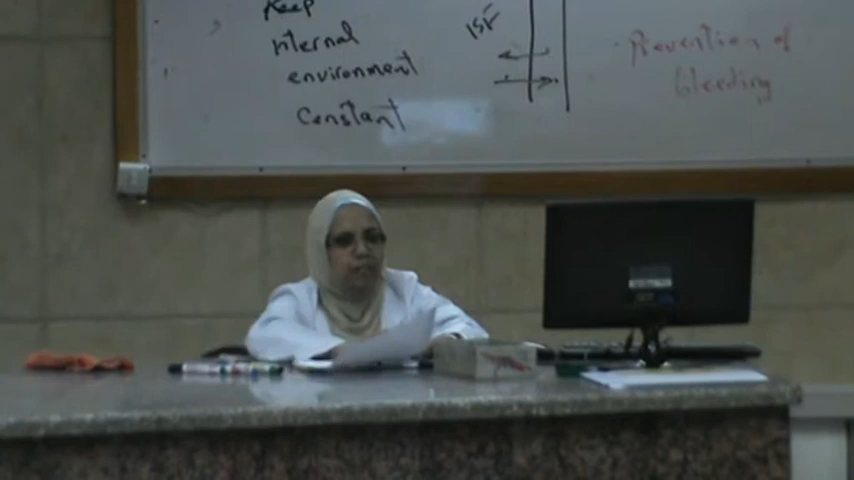 Keep
internal
environment
constant
ISF
Prevention of
bleeding